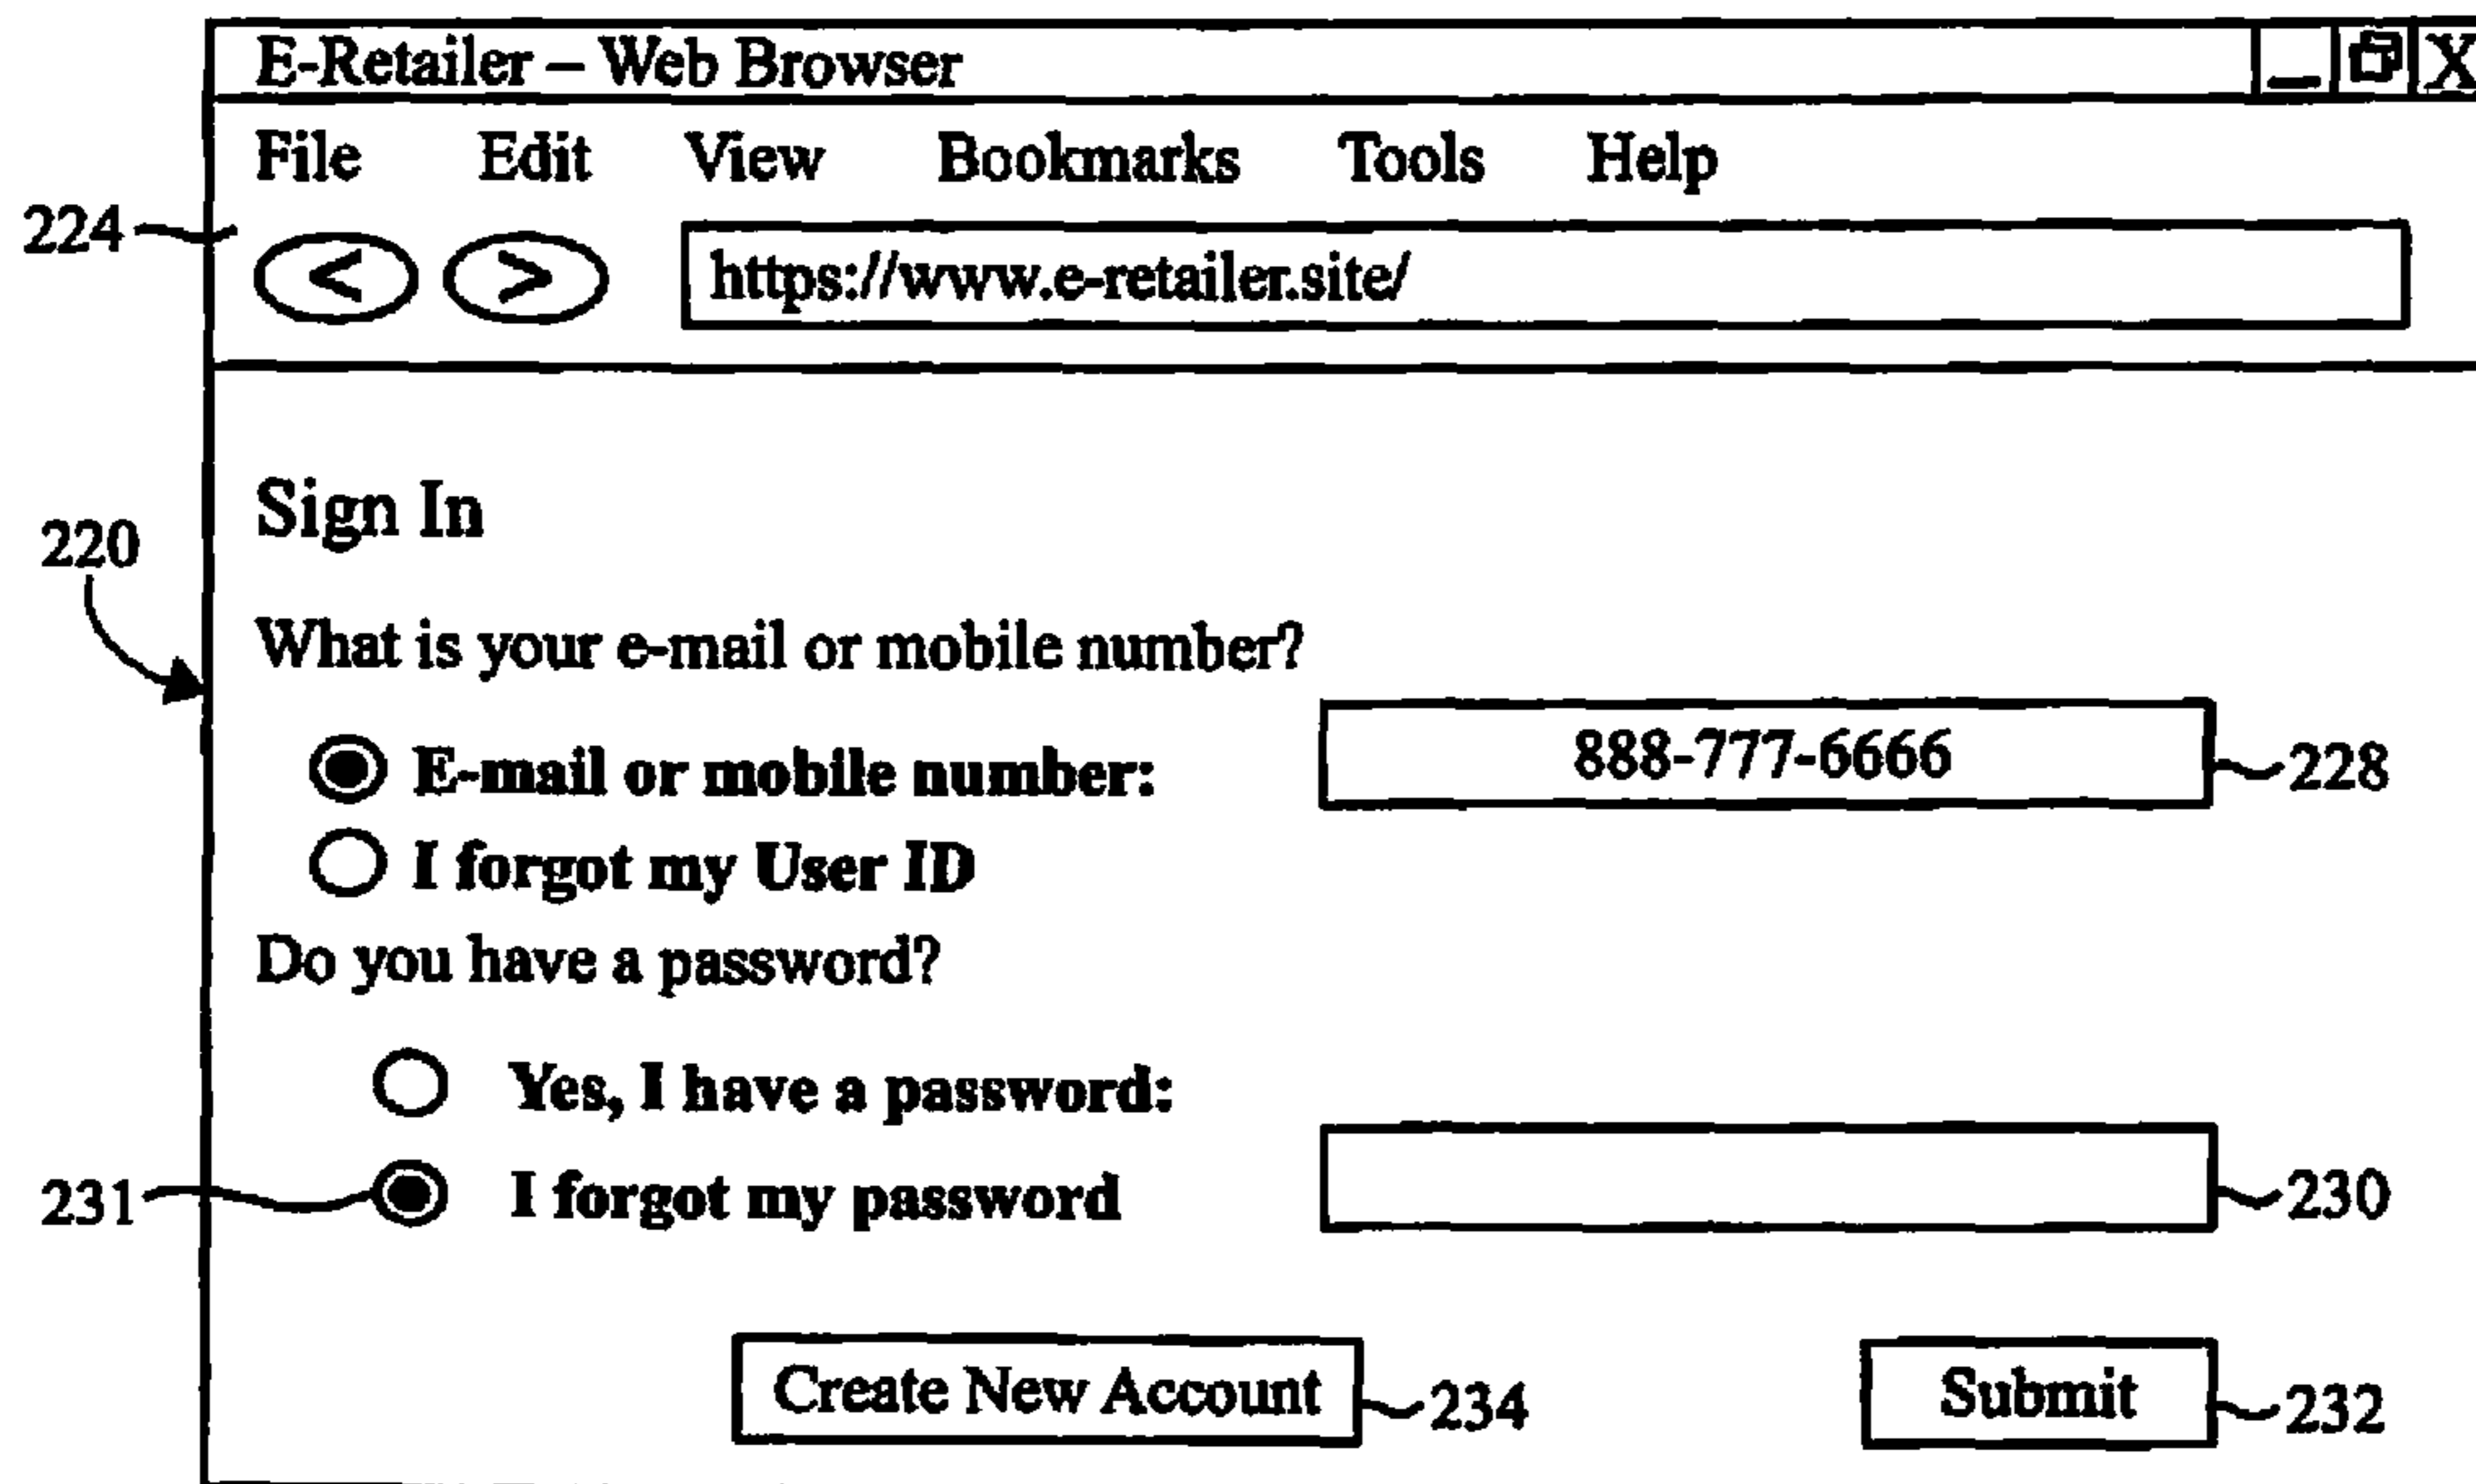 E-Retailer – Web Browser
X
File Edit View Bookmarks Tools Help
224
< > https://www.e-retailer.site/
Sign In
220
What is your e-mail or mobile number?
E-mail or mobile number: 888-777-6666 228
I forgot my User ID
Do you have a password?
Yes, I have a password:
231 I forgot my password 230
Create New Account 234 Submit 232